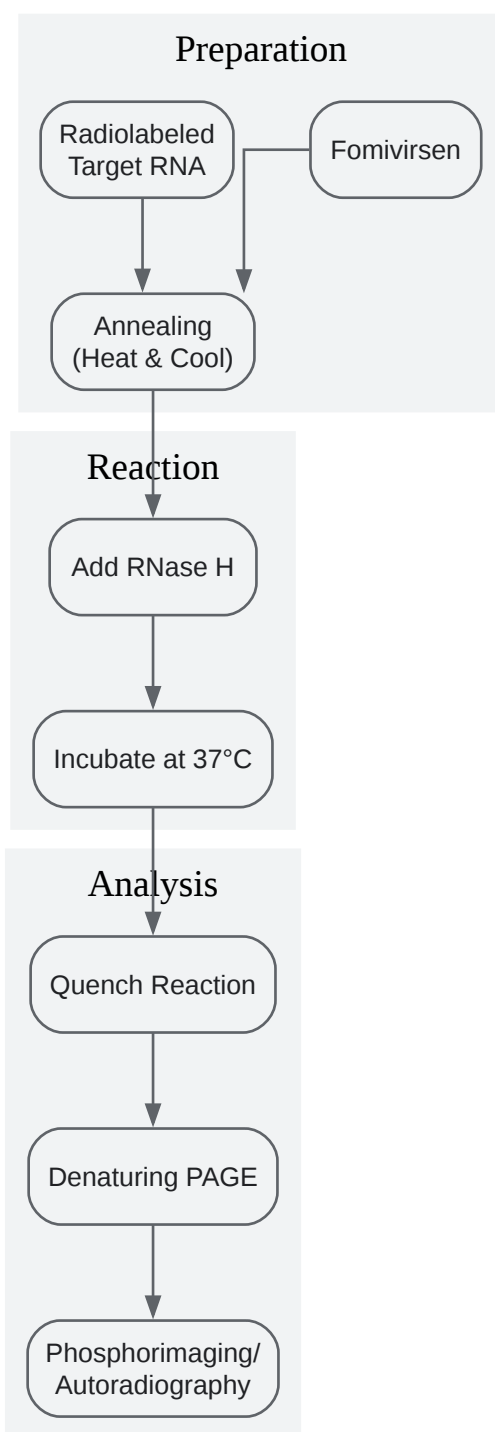 Preparation
Radiolabeled
Target RNA
Fomivirsen
Annealing
(Heat & Cool)
Reaction
Add RNase H
Incubate at 37°C
Analysis
Quench Reaction
Denaturing PAGE
Phosphorimaging/
Autoradiography